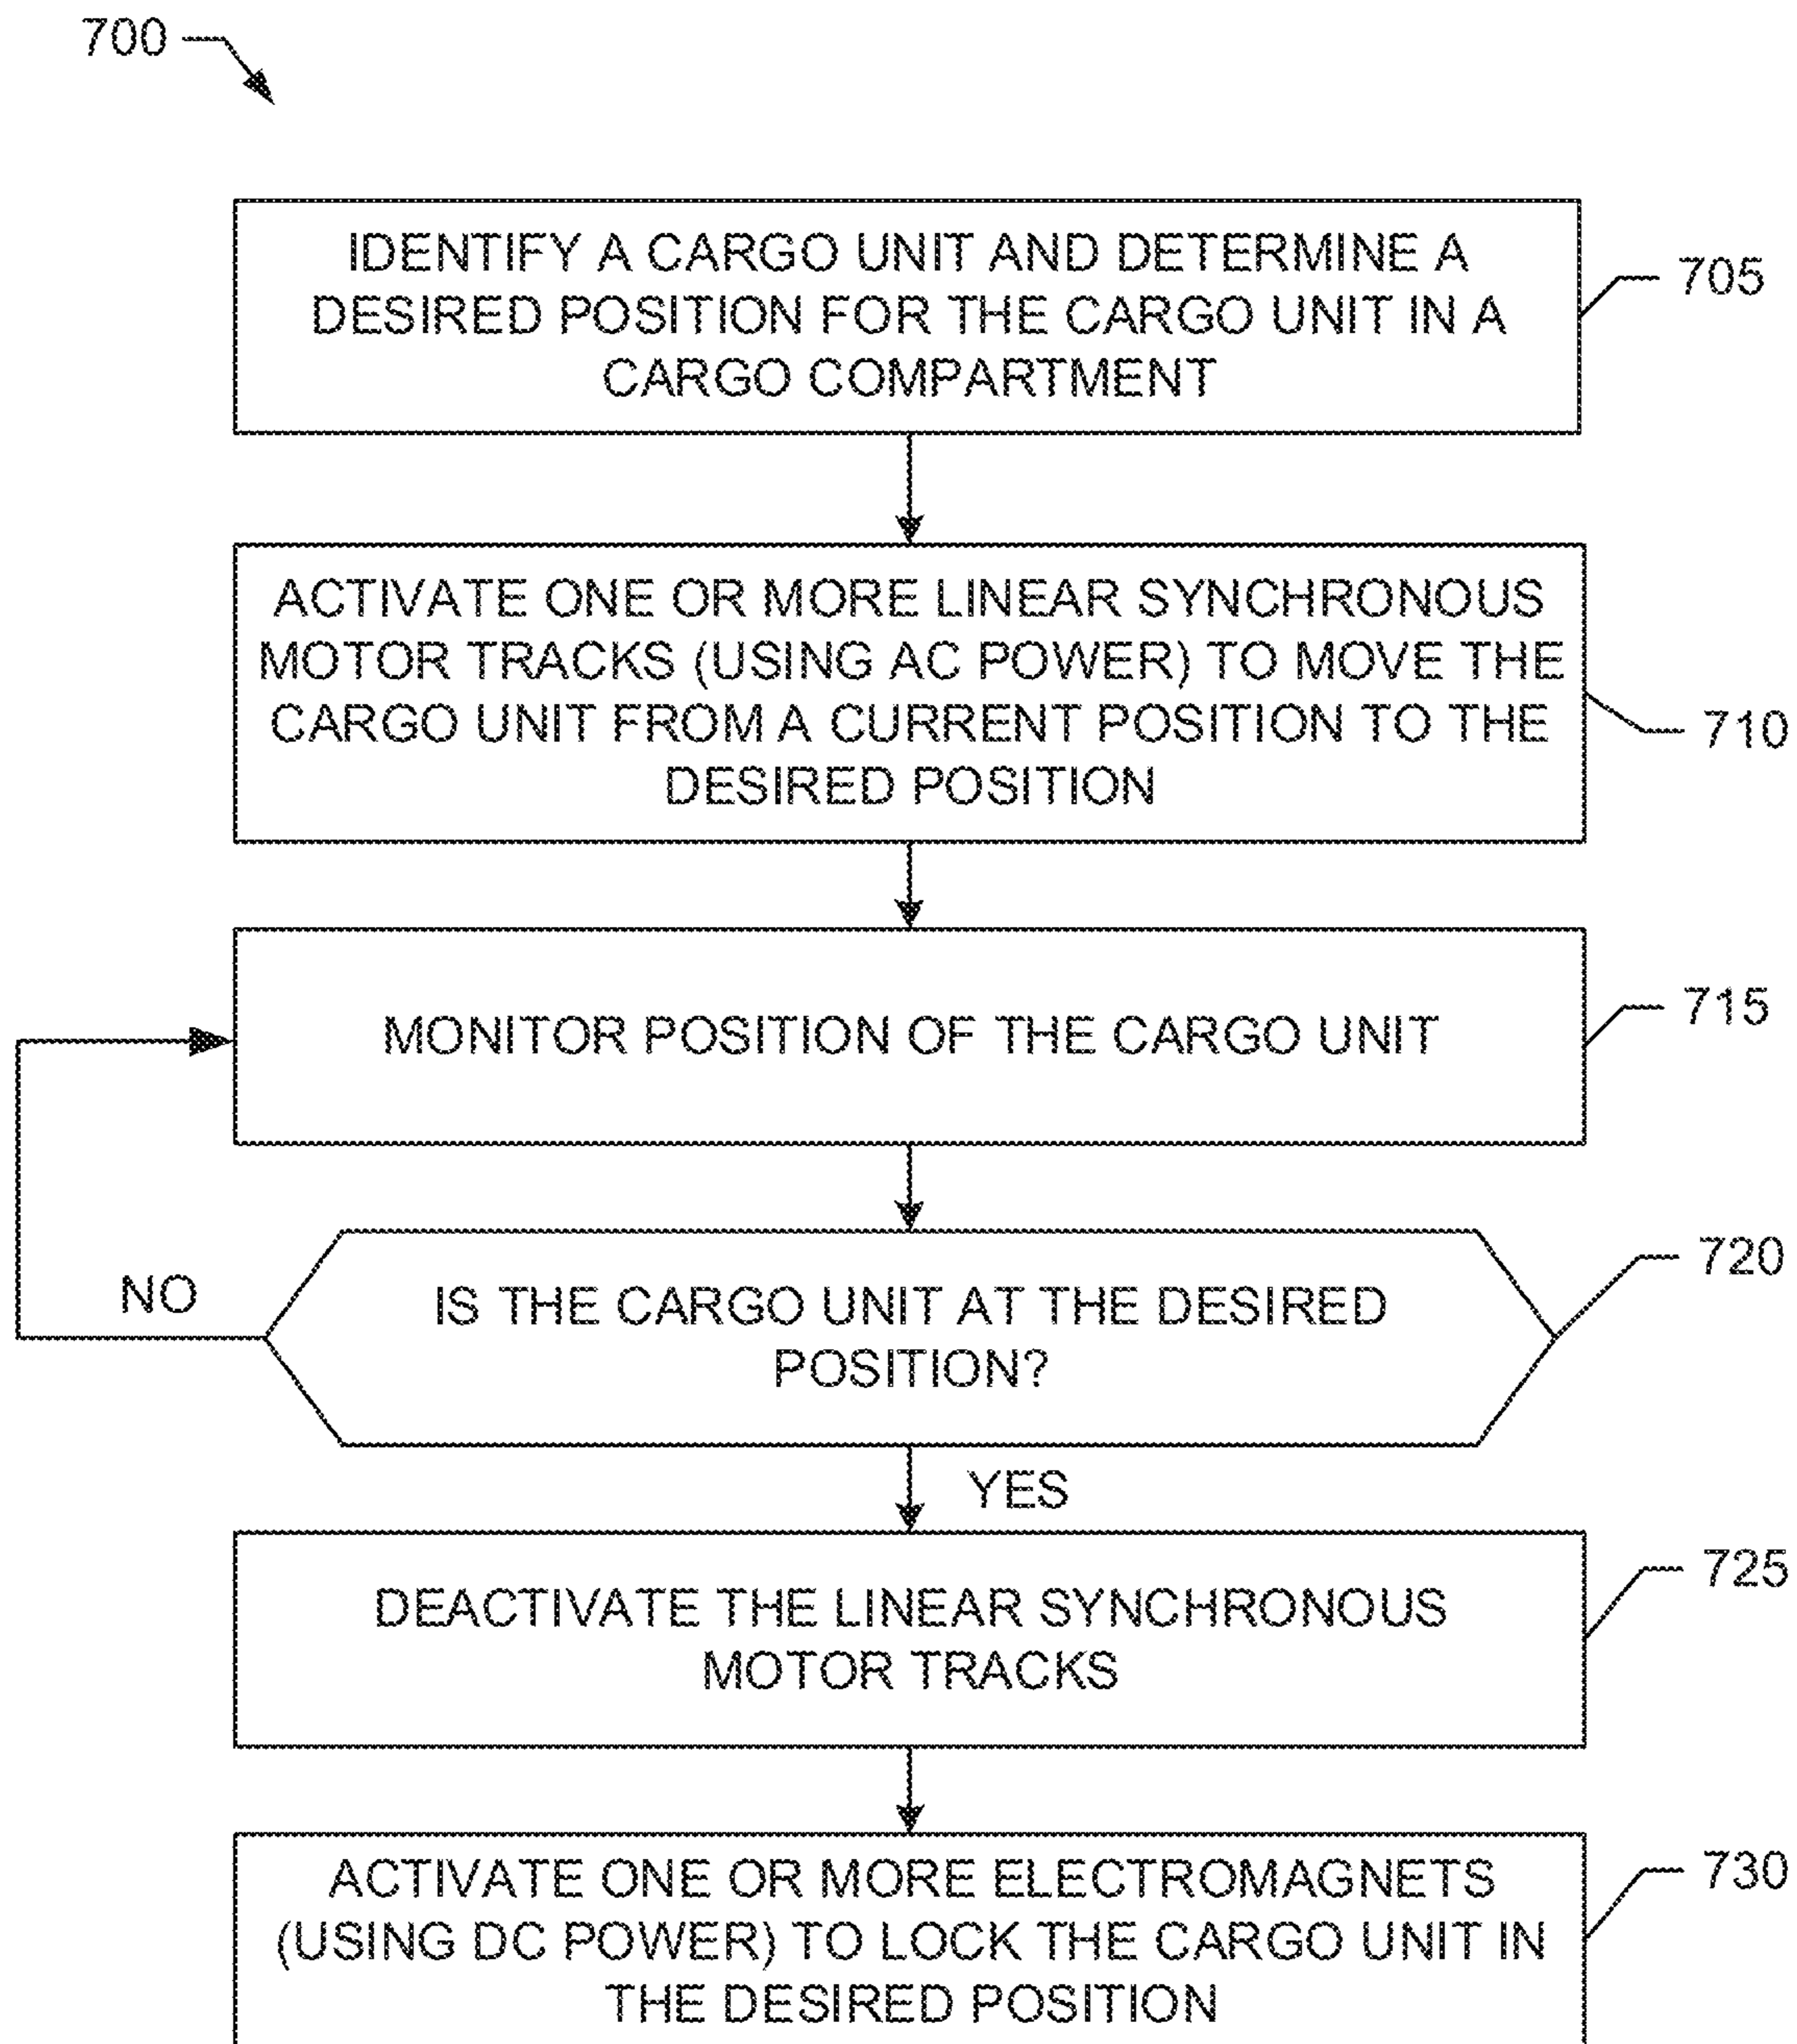 700
IDENTIFY A CARGO UNIT AND DETERMINE A
DESIRED POSITION FOR THE CARGO UNIT IN A
CARGO COMPARTMENT
705
ACTIVATE ONE OR MORE LINEAR SYNCHRONOUS
MOTOR TRACKS (USING AC POWER) TO MOVE THE
CARGO UNIT FROM A CURRENT POSITION TO THE
DESIRED POSITION
710
MONITOR POSITION OF THE CARGO UNIT
715
IS THE CARGO UNIT AT THE DESIRED
POSITION?
720
NO
YES
DEACTIVATE THE LINEAR SYNCHRONOUS
MOTOR TRACKS
725
ACTIVATE ONE OR MORE ELECTROMAGNETS
(USING DC POWER) TO LOCK THE CARGO UNIT IN
THE DESIRED POSITION
730